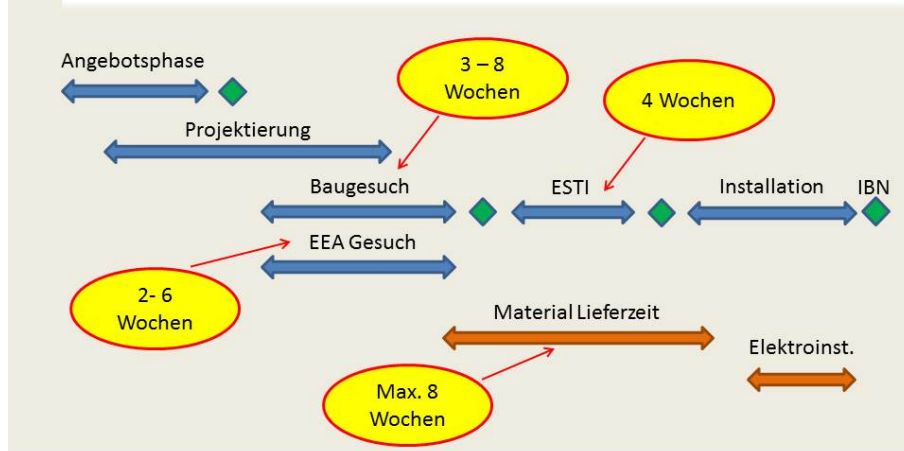 Angebotsphase
3 – 8
Wochen
4 Wochen
Projektierung
Baugesuch
ESTI
Installation
IBN
EEA Gesuch
2- 6
Wochen
Material Lieferzeit
Elektroinst.
Max. 8
Wochen